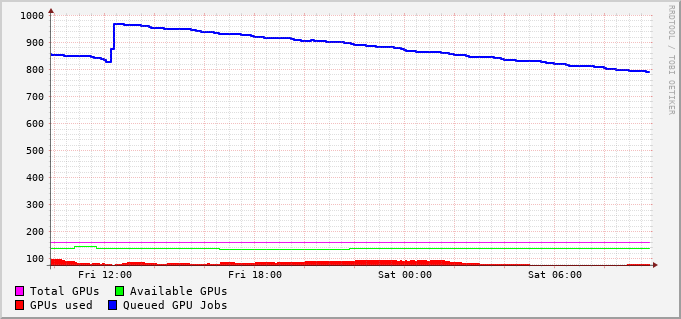 1000
900
800
700
600
500
400
300
200
100
Fri 12:00 Fri 18:00 Sat 00:00 Sat 06:00
Total GPUs Available GPUs
GPUs used Queued GPU Jobs
RRDTOOL / TOBI OETIKER